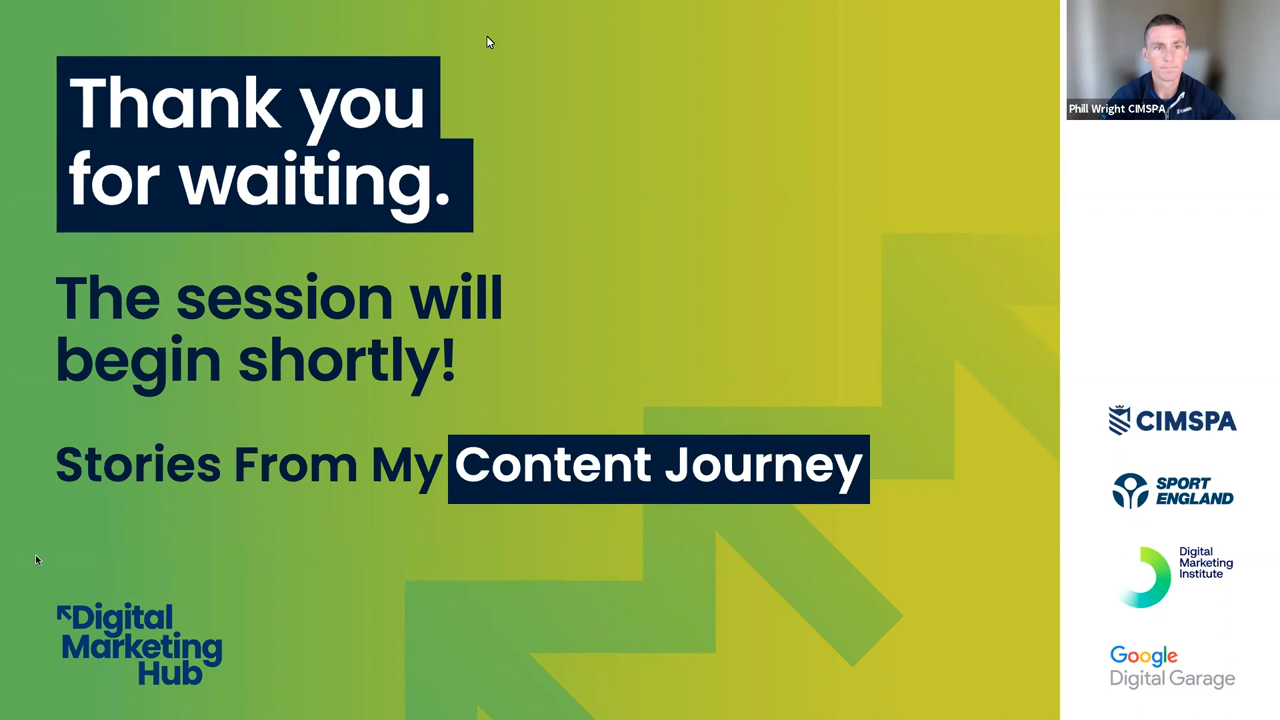 Thank you
for waiting.
The session will
begin shortly!
Stories From My Content Journey
Digital
Marketing
Hub
Phill Wright CIMSPA
CIMSPA
SPORT
ENGLAND
Digital
Marketing
Institute
Google
Digital Garage